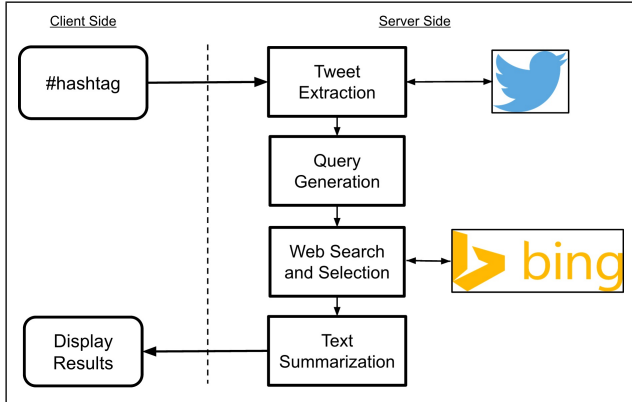 Client Side
Server Side
#hashtag
Tweet
Extraction
Query
Generation
Web Search
and Selection
bing
Display
Results
Text
Summarization